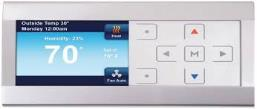 Outside Temp 30°
Monday 12:00am
Humidity: 23%
Heat
70°
Set at
Fan Auto
M